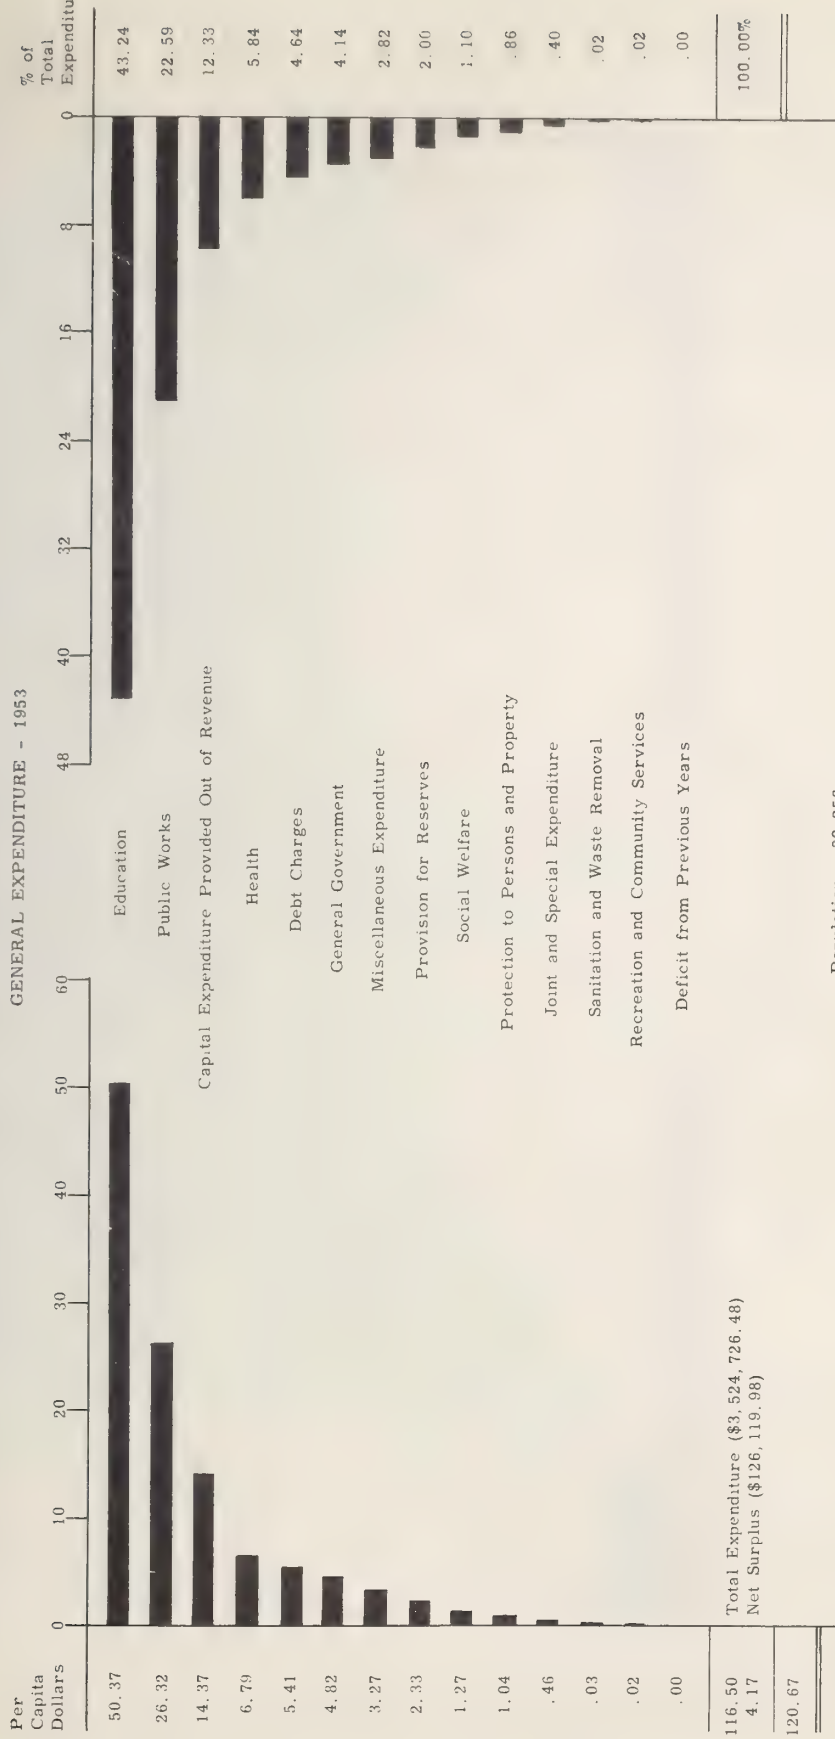 GENERAL EXPENDITURE - 1953
Per
Capita
Dollars
0 10 20 30 40 50 60
48 40 32 24 16 8 0
% of
Total
50.37 Education 43.24
26.32 Public Works 22.59
14.37 Capital Expenditure Provided Out of Revenue 12.33
6.79 Health 5.84
5.41 Debt Charges 4.64
4.82 General Government 4.14
3.27 Miscellaneous Expenditure 2.82
2.33 Provision for Reserves 2.00
1.27 Social Welfare 1.10
1.04 Protection to Persons and Property .86
.46 Joint and Special Expenditure .40
.03 Sanitation and Waste Removal .02
.02 Recreation and Community Services .02
.00 Deficit from Previous Years .00
116.50 Total Expenditure ($3,524,726.48) 100.00%
4.17 Net Surplus ($126,119.98)
120.67